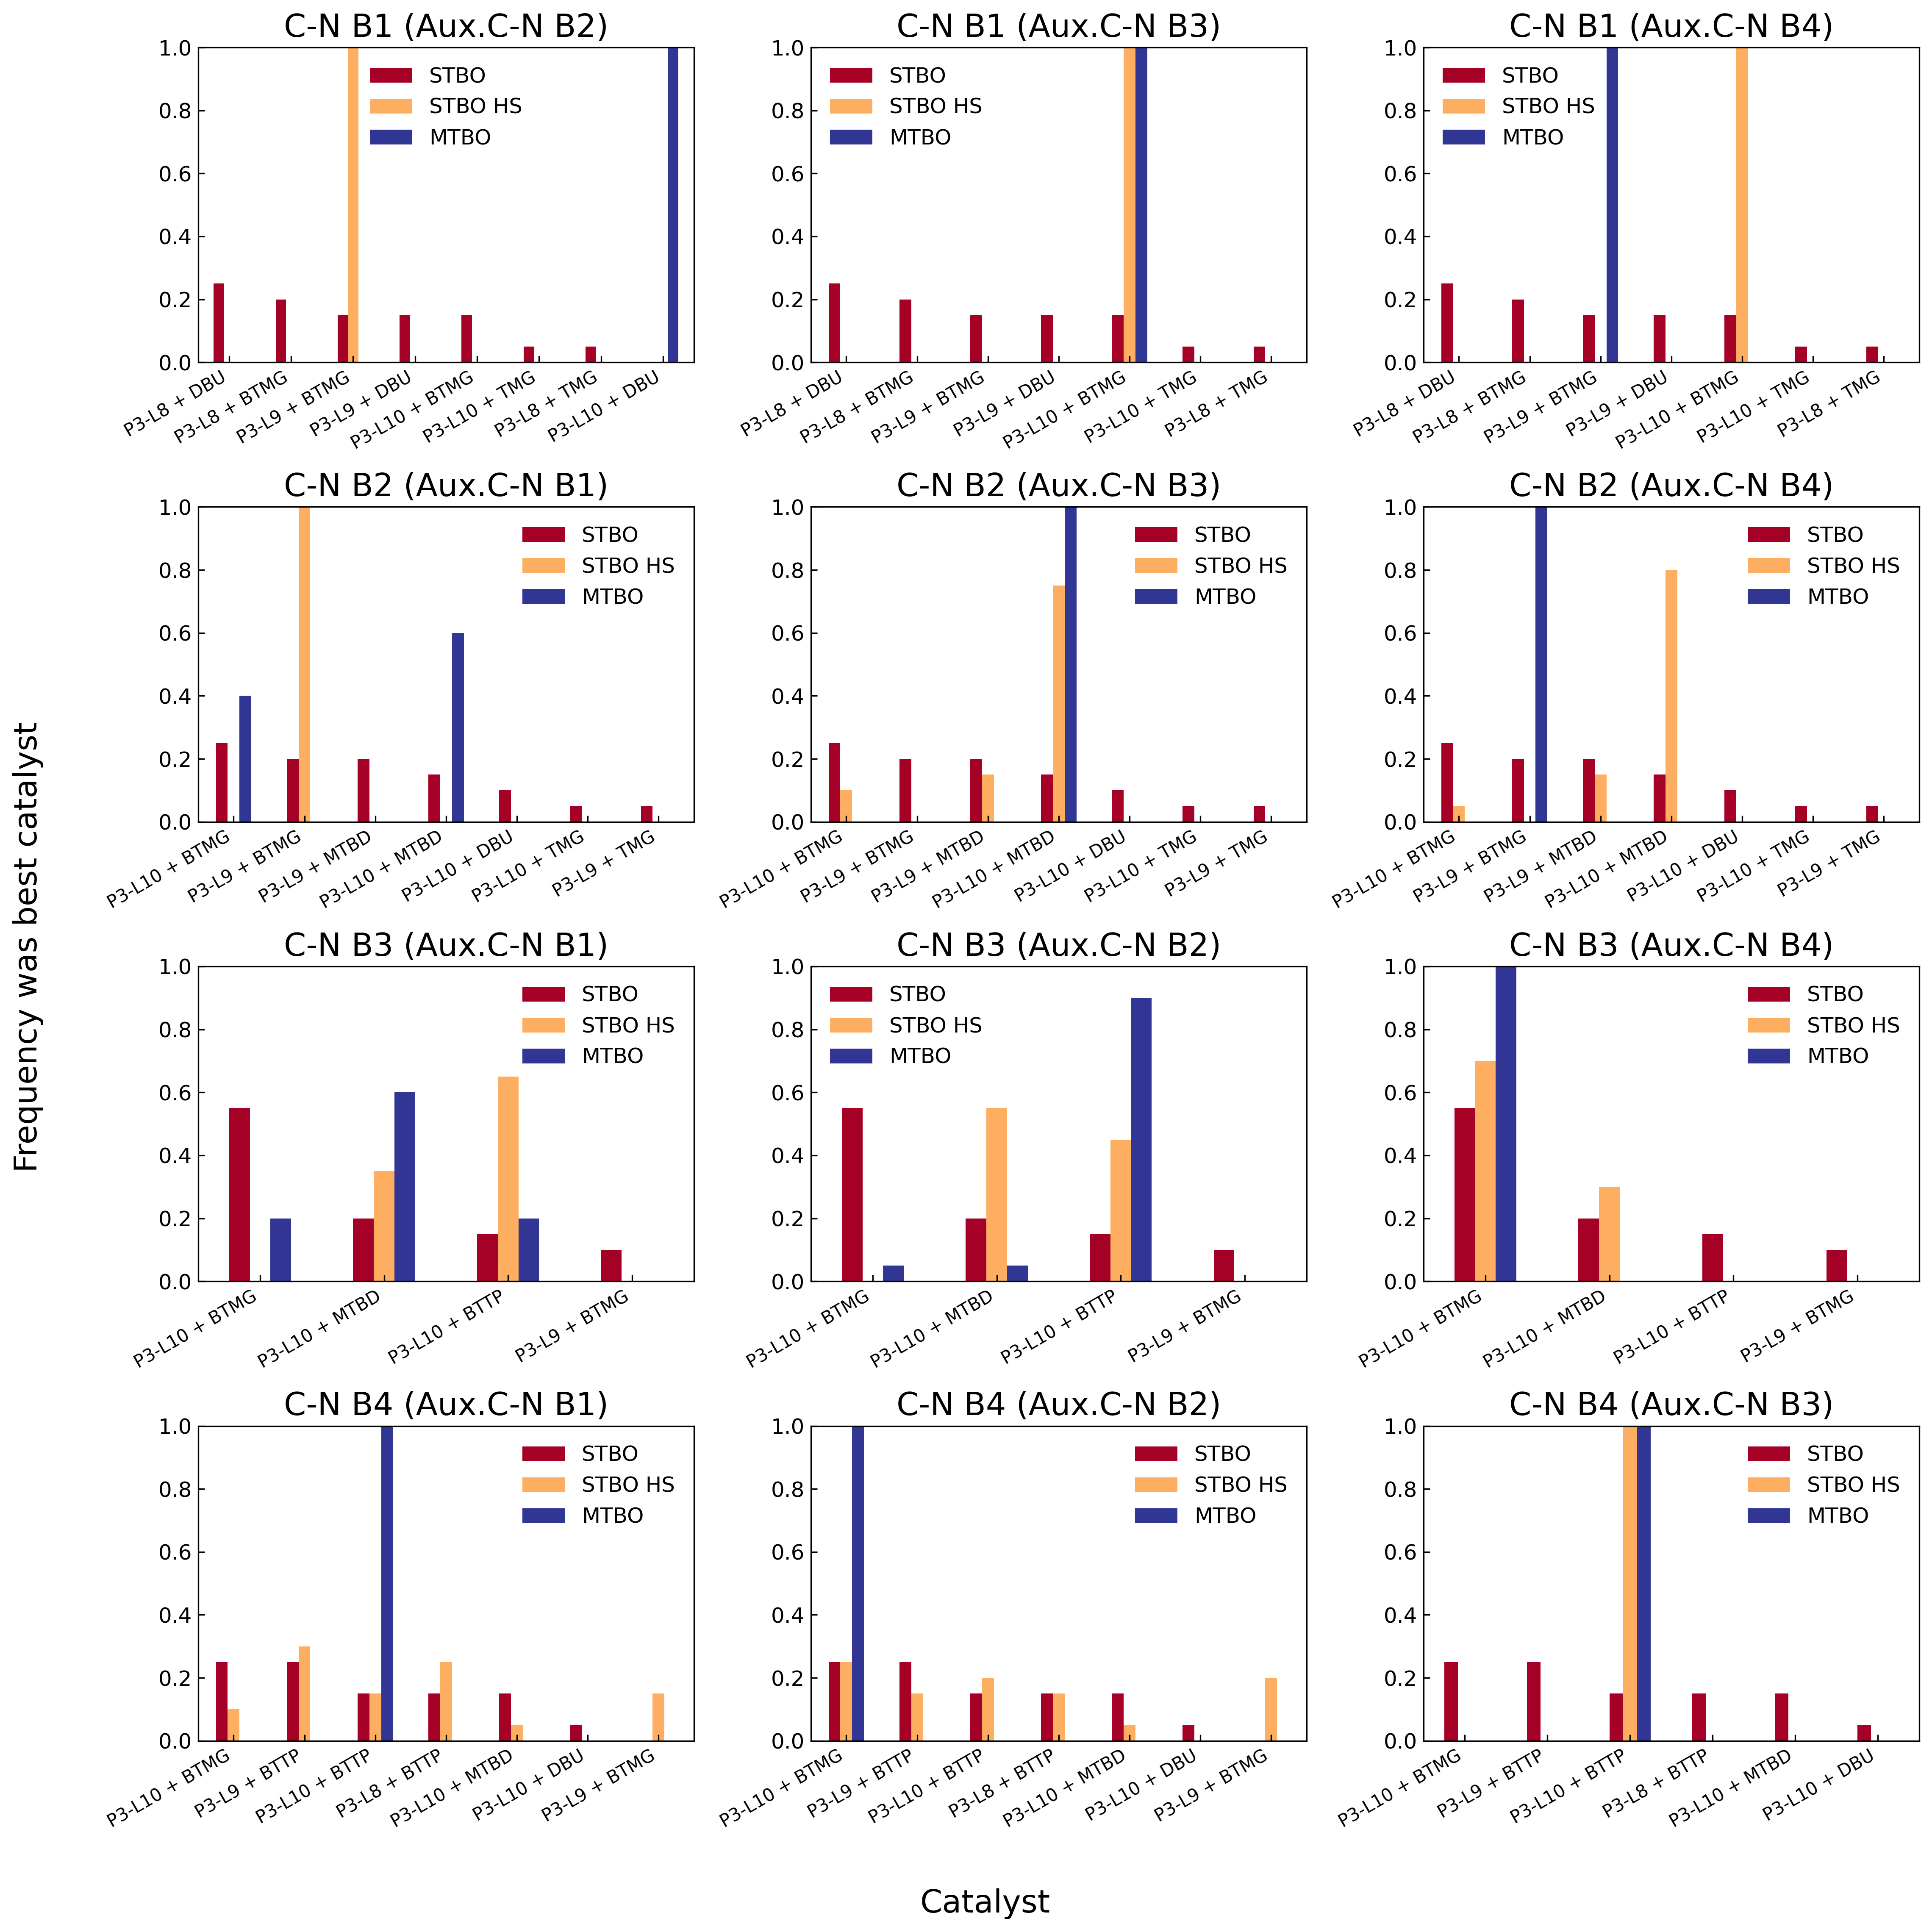 C-N B1 (Aux.C-N B2)
1.0
0.8
0.6
0.4
0.2
0.0
STBO
STBO HS
MTBO
P3-L8 + DBU
P3-L8 + BTMG
P3-L9 + BTMG
P3-L9 + DBU
P3-L10 + BTMG
P3-L10 + TMG
P3-L8 + TMG
P3-L10 + DBU
C-N B1 (Aux.C-N B3)
1.0
0.8
0.6
0.4
0.2
0.0
STBO
STBO HS
MTBO
P3-L8 + DBU
P3-L8 + BTMG
P3-L9 + BTMG
P3-L9 + DBU
P3-L10 + BTMG
P3-L10 + TMG
P3-L8 + TMG
C-N B1 (Aux.C-N B4)
1.0
0.8
0.6
0.4
0.2
0.0
STBO
STBO HS
MTBO
P3-L8 + DBU
P3-L8 + BTMG
P3-L9 + BTMG
P3-L9 + DBU
P3-L10 + BTMG
P3-L10 + TMG
P3-L8 + TMG
C-N B2 (Aux.C-N B1)
1.0
0.8
0.6
0.4
0.2
0.0
STBO
STBO HS
MTBO
P3-L10 + BTMG
P3-L9 + BTMG
P3-L9 + MTBD
P3-L10 + MTBD
P3-L10 + DBU
P3-L10 + TMG
P3-L9 + TMG
C-N B2 (Aux.C-N B3)
1.0
0.8
0.6
0.4
0.2
0.0
STBO
STBO HS
MTBO
P3-L10 + BTMG
P3-L9 + BTMG
P3-L9 + MTBD
P3-L10 + MTBD
P3-L10 + DBU
P3-L10 + TMG
P3-L9 + TMG
C-N B2 (Aux.C-N B4)
1.0
0.8
0.6
0.4
0.2
0.0
STBO
STBO HS
MTBO
P3-L10 + BTMG
P3-L9 + BTMG
P3-L9 + MTBD
P3-L10 + MTBD
P3-L10 + DBU
P3-L10 + TMG
P3-L9 + TMG
Frequency was best catalyst
C-N B3 (Aux.C-N B1)
1.0
0.8
0.6
0.4
0.2
0.0
STBO
STBO HS
MTBO
P3-L10 + BTMG
P3-L10 + MTBD
P3-L10 + BTTP
P3-L9 + BTMG
C-N B3 (Aux.C-N B2)
1.0
0.8
0.6
0.4
0.2
0.0
STBO
STBO HS
MTBO
P3-L10 + BTMG
P3-L10 + MTBD
P3-L10 + BTTP
P3-L9 + BTMG
C-N B3 (Aux.C-N B4)
1.0
0.8
0.6
0.4
0.2
0.0
STBO
STBO HS
MTBO
P3-L10 + BTMG
P3-L10 + MTBD
P3-L10 + BTTP
P3-L9 + BTMG
C-N B4 (Aux.C-N B1)
1.0
0.8
0.6
0.4
0.2
0.0
STBO
STBO HS
MTBO
P3-L10 + BTMG
P3-L9 + BTTP
P3-L10 + BTTP
P3-L8 + BTTP
P3-L10 + MTBD
P3-L10 + DBU
P3-L9 + BTMG
C-N B4 (Aux.C-N B2)
1.0
0.8
0.6
0.4
0.2
0.0
STBO
STBO HS
MTBO
P3-L10 + BTMG
P3-L9 + BTTP
P3-L10 + BTTP
P3-L8 + BTTP
P3-L10 + MTBD
P3-L10 + DBU
P3-L9 + BTMG
C-N B4 (Aux.C-N B3)
1.0
0.8
0.6
0.4
0.2
0.0
STBO
STBO HS
MTBO
P3-L10 + BTMG
P3-L9 + BTTP
P3-L10 + BTTP
P3-L8 + BTTP
P3-L10 + MTBD
P3-L10 + DBU
Catalyst